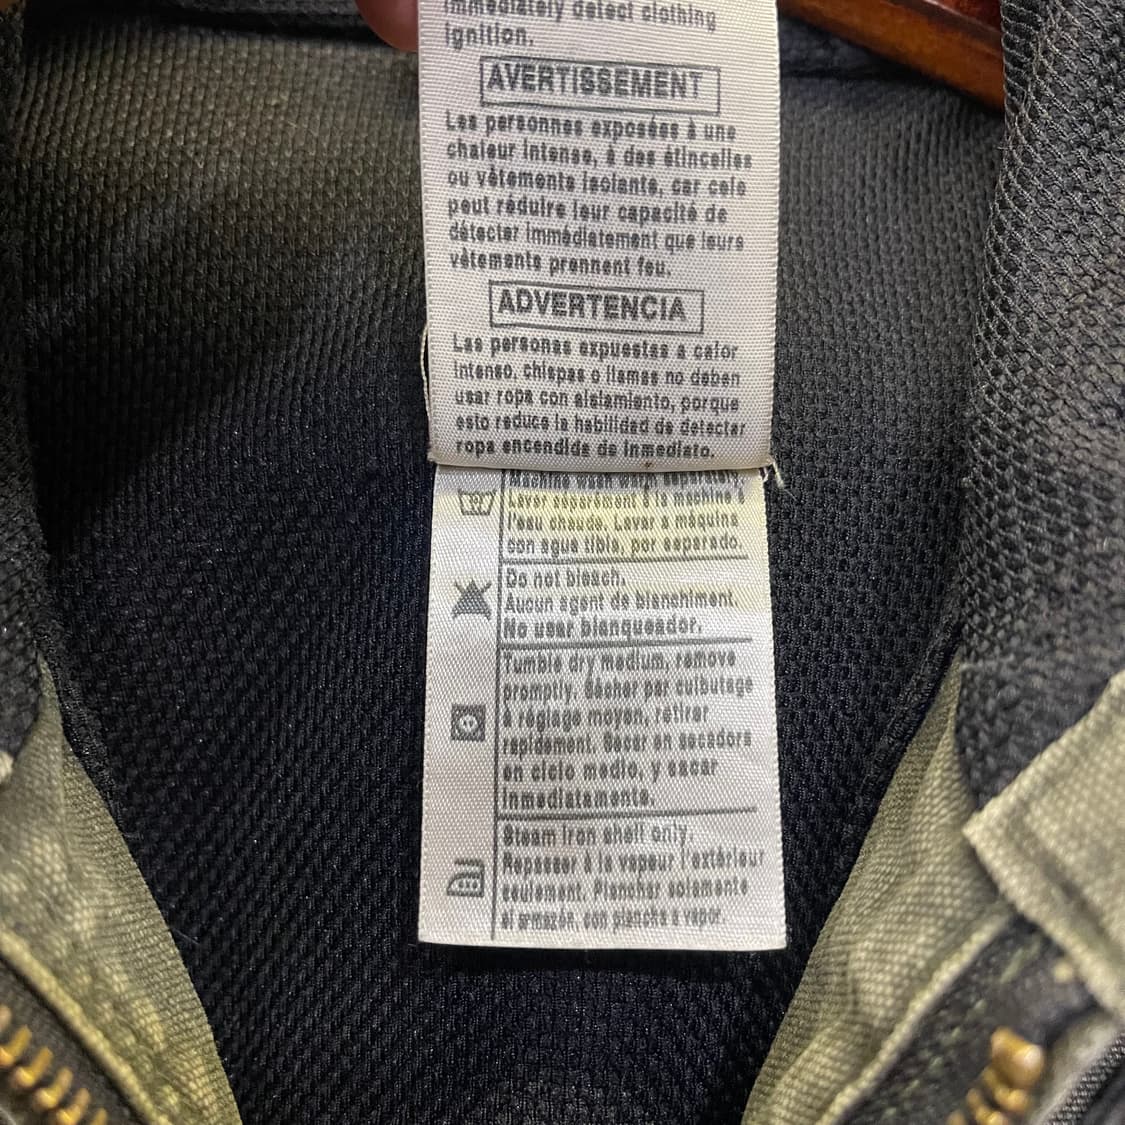 immediately detect clothing
ignition.
AVERTISSEMENT
Les personnes exposées à une
chaleur intense, à des étincelles
ou vêtements isolants, car cela
peut réduire leur capacité de
détecter immédiatement que leurs
vêtements prennent feu.
ADVERTENCIA
Las personas expuestas a calor
intenso, chispas o llamas no deben
usar ropa con aislamiento, porque
esto reduce la habilidad de detectar
ropa encendida de inmediato.
Machine wash warm separately.
Laver séparément à la machine à
l'eau chaude. Lavar a máquina
con agua tibia, por separado.
Do not bleach.
Aucun agent de blanchiment.
No usar blanqueador.
Tumble dry medium, remove
promptly. Sécher par culbutage
à réglage moyen, retirer
rapidement. Secar en secadora
en ciclo medio, y sacar
inmediatamente.
Steam iron shell only.
Repasser à la vapeur l'extérieur
seulement. Planchar solamente
el armazón, con plancha a vapor.